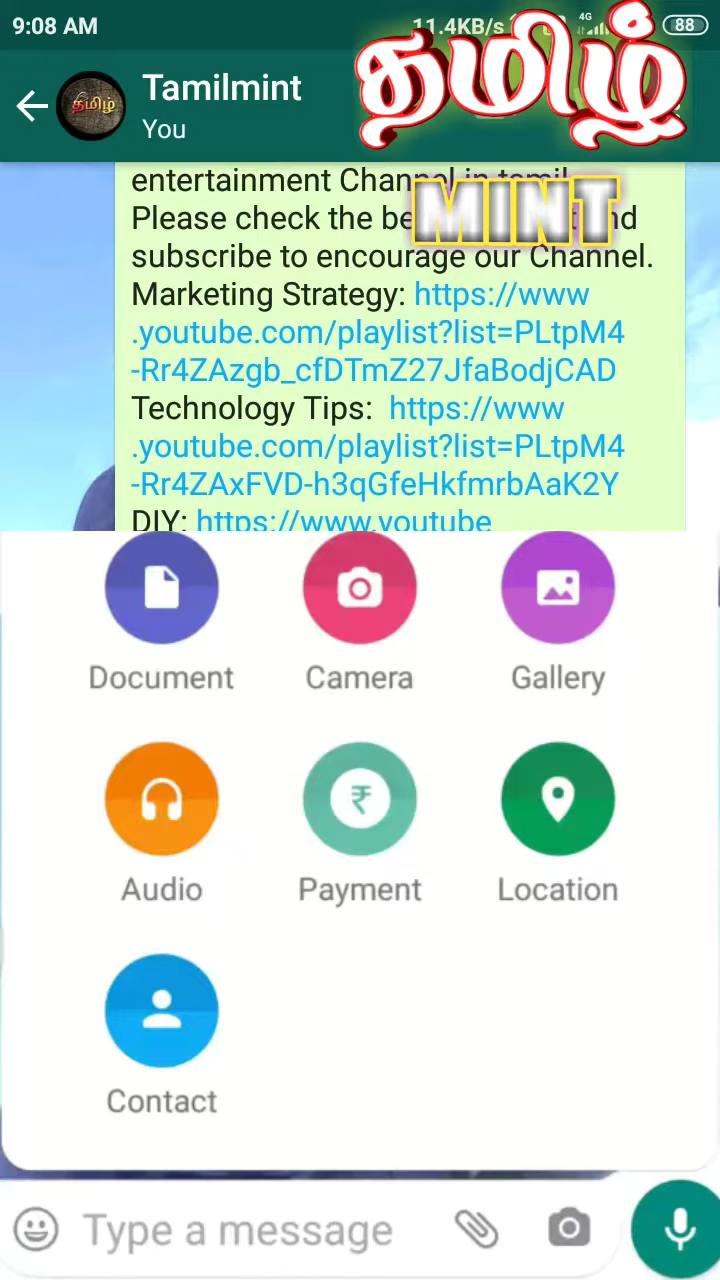 9:08 AM 11.4KB/s 4G 88
தமிழ்
தமிழ் Tamilmint
You
entertainment Channel in tamil.
MINT
Please check the
subscribe to encourage our Channel.
Marketing Strategy: https://www
.youtube.com/playlist?list=PLtpM4
-Rr4ZAzgb_cfDTmZ27JfaBodjCAD
Technology Tips: https://www
.youtube.com/playlist?list=PLtpM4
-Rr4ZAxFVD-h3qGfeHkfmrbAaK2Y
DIY: https://www.youtube
Document Camera Gallery
₹
Audio Payment Location
Contact
Type a message